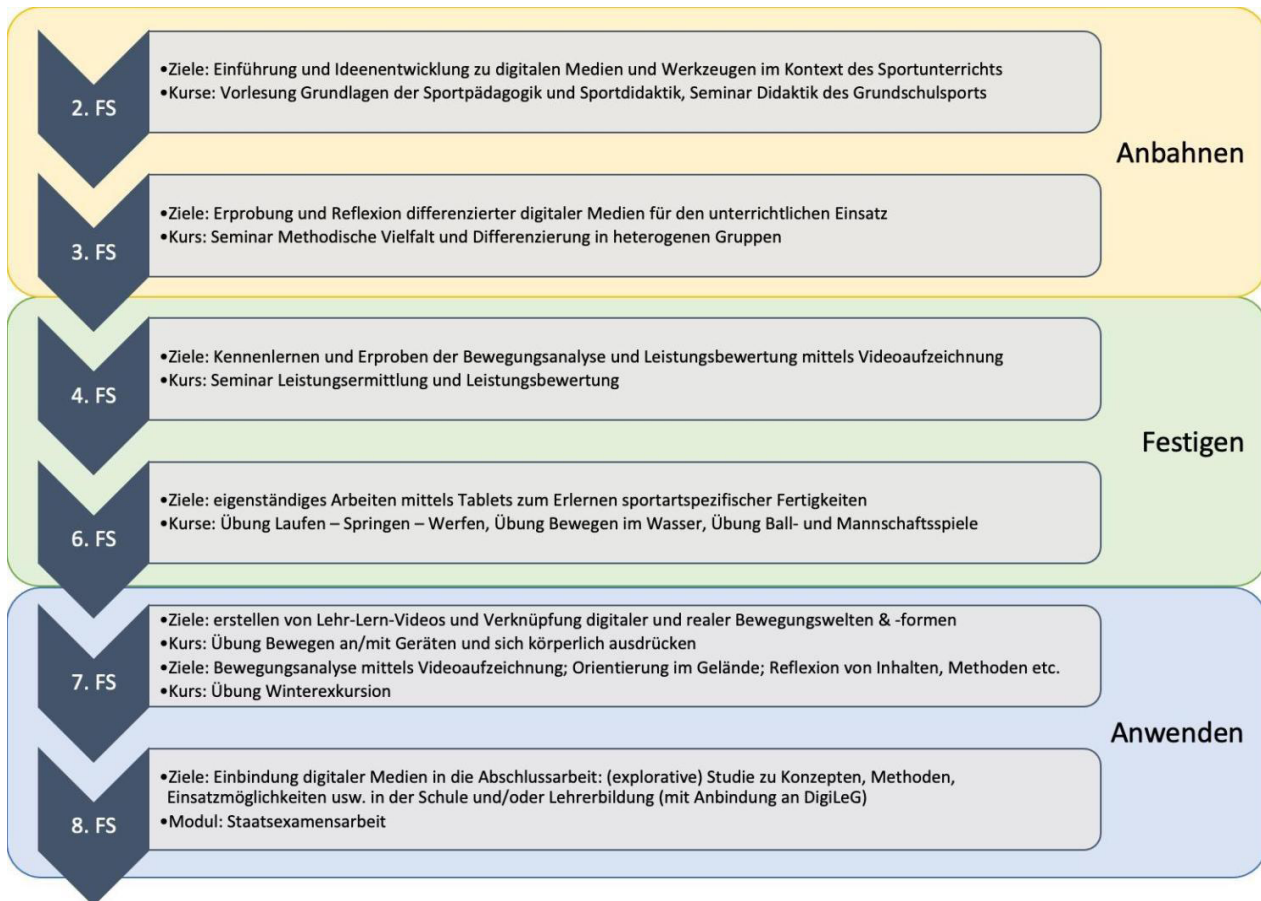 2. FS
•Ziele: Einführung und Ideenentwicklung zu digitalen Medien und Werkzeugen im Kontext des Sportunterrichts
•Kurse: Vorlesung Grundlagen der Sportpädagogik und Sportdidaktik, Seminar Didaktik des Grundschulsports
Anbahnen
3. FS
•Ziele: Erprobung und Reflexion differenzierter digitaler Medien für den unterrichtlichen Einsatz
•Kurs: Seminar Methodische Vielfalt und Differenzierung in heterogenen Gruppen
4. FS
•Ziele: Kennenlernen und Erproben der Bewegungsanalyse und Leistungsbewertung mittels Videoaufzeichnung
•Kurs: Seminar Leistungsermittlung und Leistungsbewertung
Festigen
6. FS
•Ziele: eigenständiges Arbeiten mittels Tablets zum Erlernen sportartspezifischer Fertigkeiten
•Kurse: Übung Laufen – Springen – Werfen, Übung Bewegen im Wasser, Übung Ball- und Mannschaftsspiele
7. FS
•Ziele: erstellen von Lehr-Lern-Videos und Verknüpfung digitaler und realer Bewegungswelten & -formen
•Kurs: Übung Bewegen an/mit Geräten und sich körperlich ausdrücken
•Ziele: Bewegungsanalyse mittels Videoaufzeichnung; Orientierung im Gelände; Reflexion von Inhalten, Methoden etc.
•Kurs: Übung Winterexkursion
Anwenden
8. FS
•Ziele: Einbindung digitaler Medien in die Abschlussarbeit: (explorative) Studie zu Konzepten, Methoden,
Einsatzmöglichkeiten usw. in der Schule und/oder Lehrerbildung (mit Anbindung an DigiLeG)
•Modul: Staatsexamensarbeit